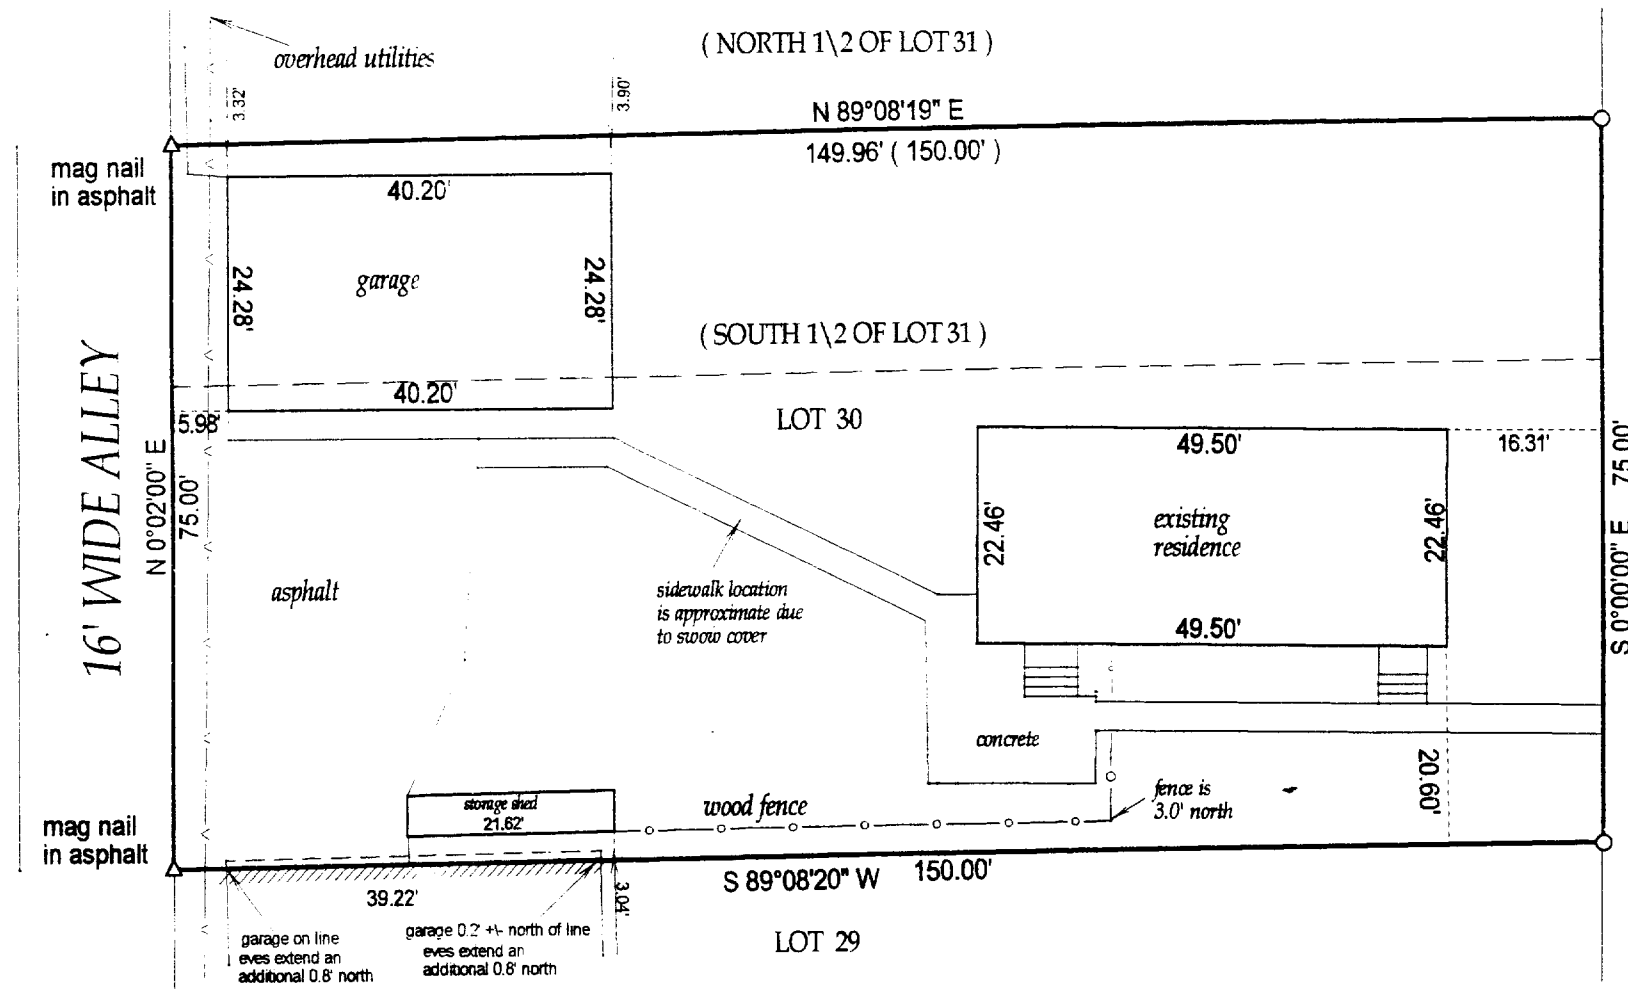 ( NORTH 1\2 OF LOT 31 )
overhead utilities
3.32'
3.90'
N 89°08'19" E
149.96' ( 150.00' )
mag nail
in asphalt
40.20'
24.28'
garage
24.28'
( SOUTH 1\2 OF LOT 31 )
40.20'
5.98'
LOT 30
16' WIDE ALLEY
N 0°02'00" E
75.00'
49.50'
16.31'
75.00'
S 0°00'00" E
22.46'
existing
residence
22.46'
asphalt
sidewalk location
is approximate due
to swow cover
49.50'
concrete
20.60'
storage shed
21.62'
wood fence
fence is
3.0' north
mag nail
in asphalt
S 89°08'20" W
150.00'
39.22'
3.04'
garage on line
eves extend an
additional 0.8' north
garage 0.2' +\- north of line
eves extend an
additional 0.8' north
LOT 29